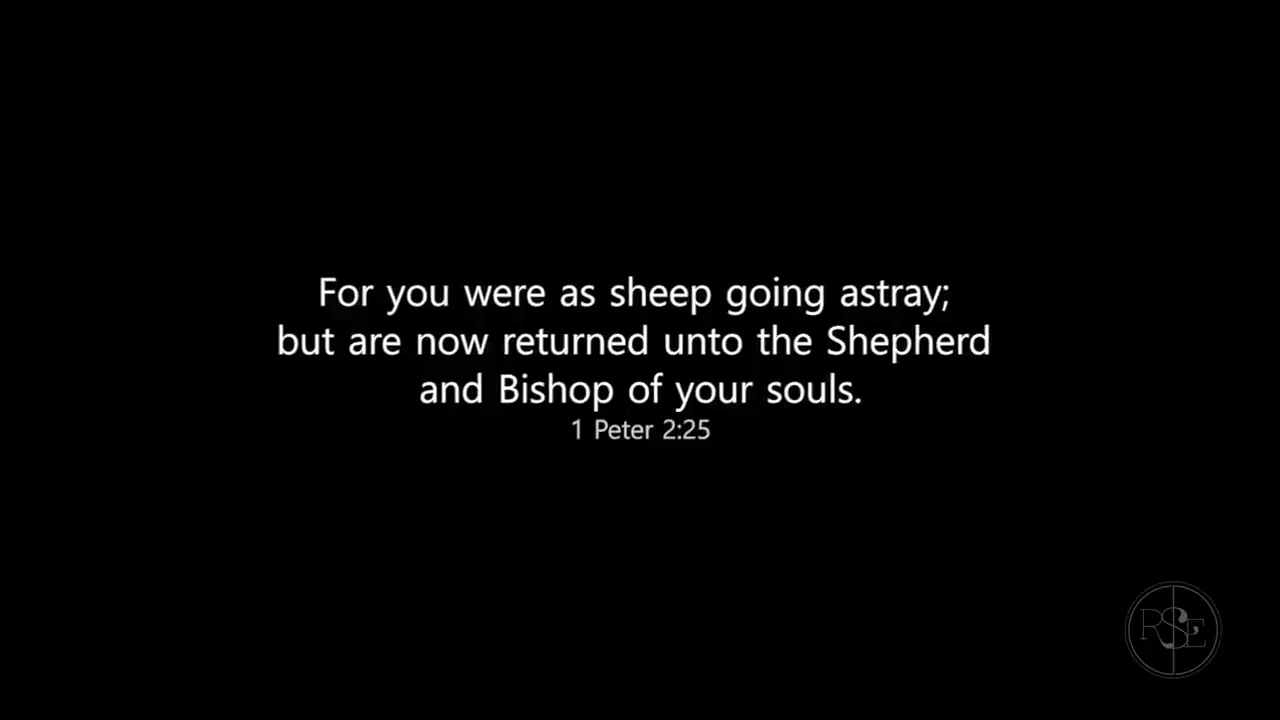 For you were as sheep going astray;
but are now returned unto the Shepherd
and Bishop of your souls.
1 Peter 2:25
RSE